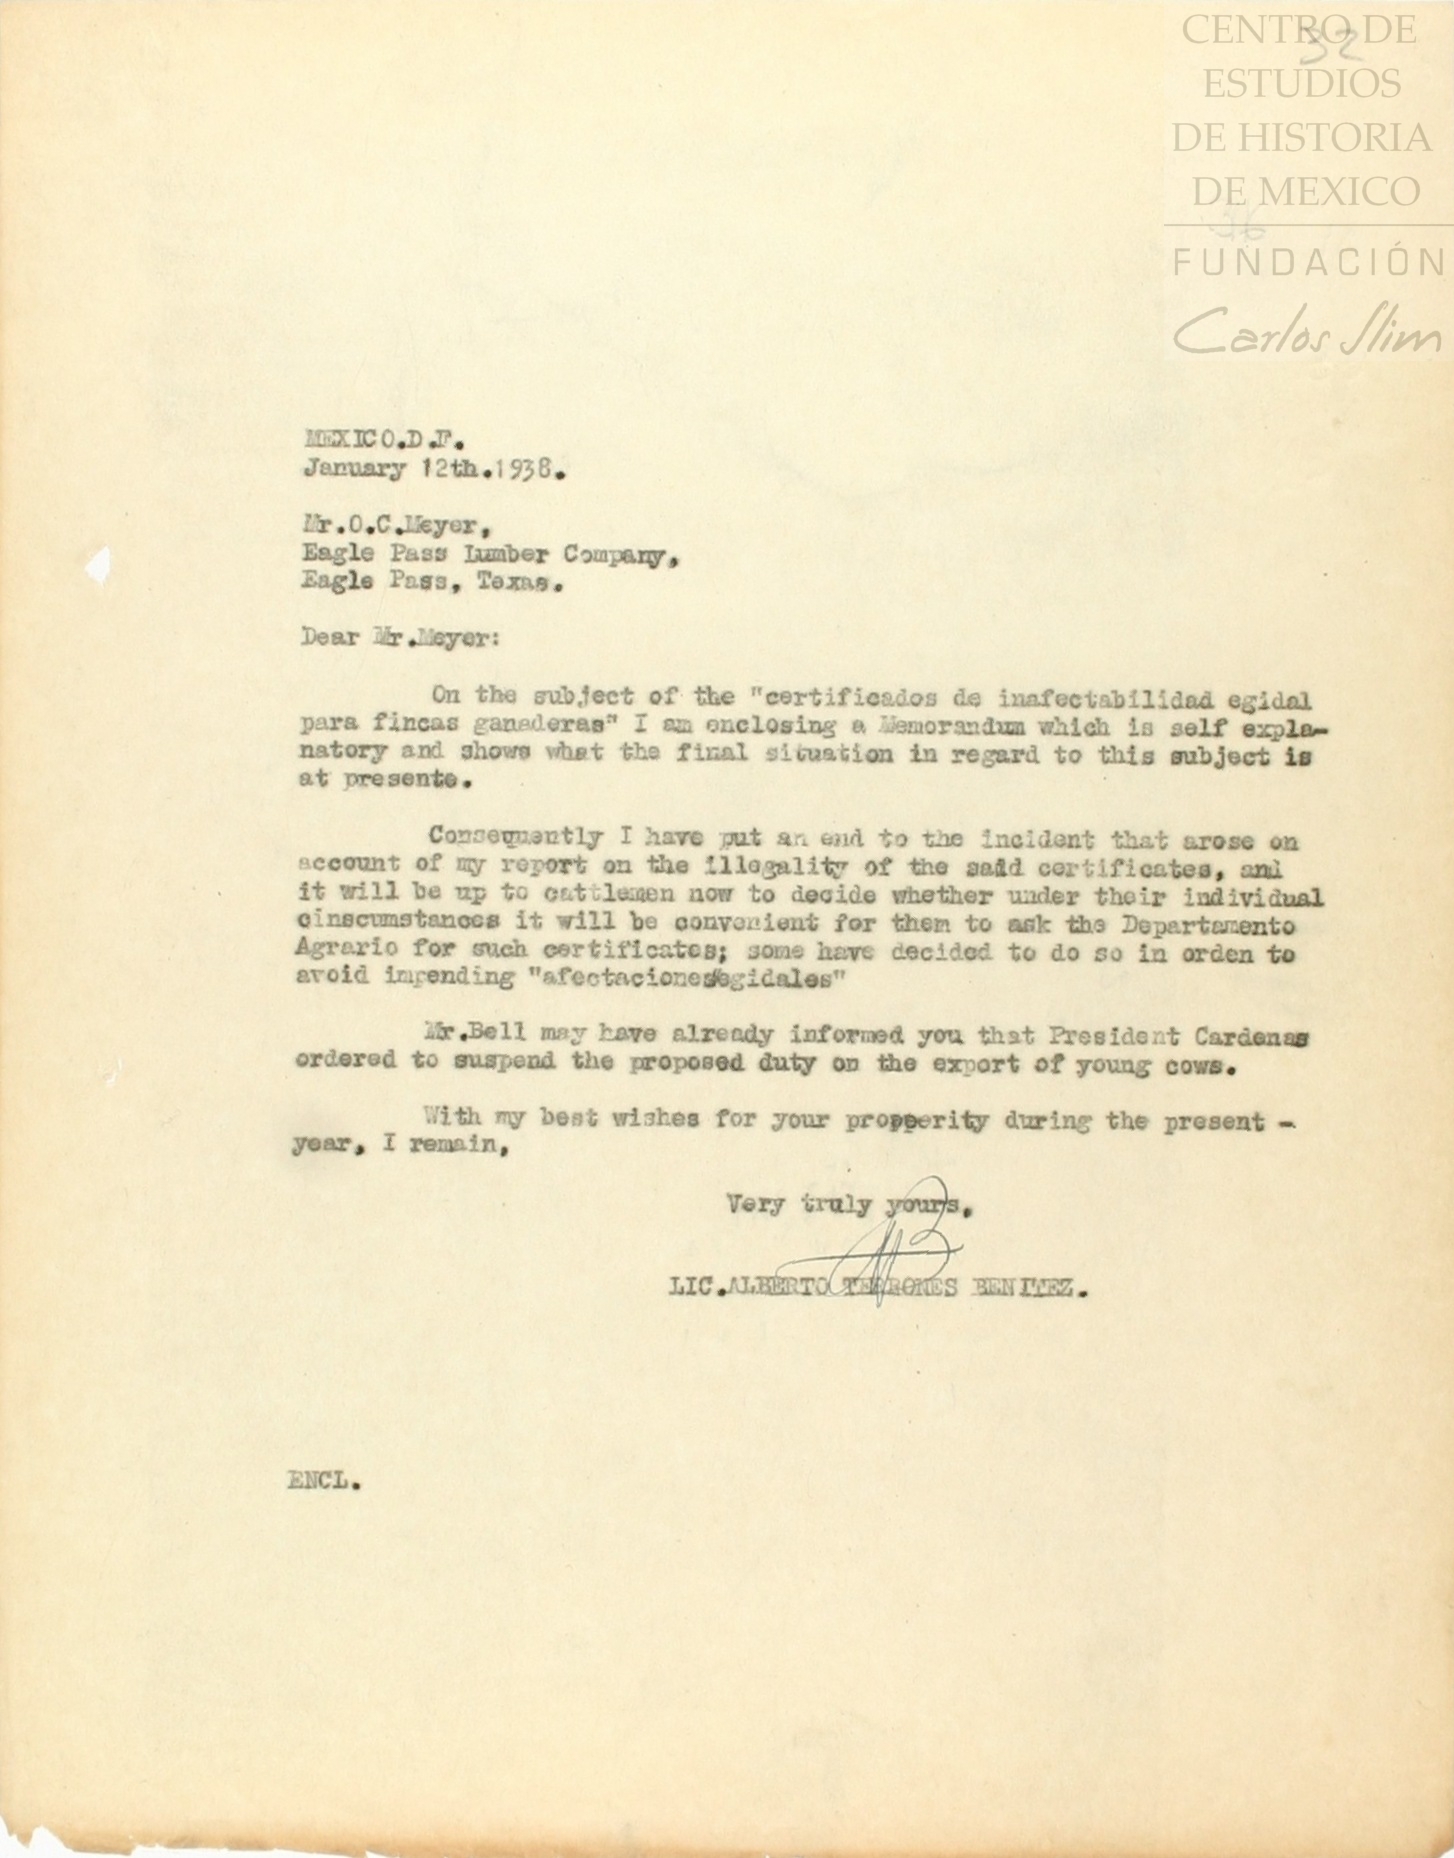 CENTRO DE
ESTUDIOS
DE HISTORIA
DE MEXICO
FUNDACIÓN
Carlos Slim
32
36
MEXICO.D.F.
January 12th.1938.
Mr.O.C.Meyer,
Eagle Pass Lumber Company,
Eagle Pass, Texas.
Dear Mr.Meyer:
On the subject of the "certificados de inafectabilidad egidal
para fincas ganaderas" I am enclosing a Memorandum which is self expla-
natory and shows what the final situation in regard to this subject is
at presente.
Consequently I have put an end to the incident that arose on
account of my report on the illegality of the said certificates, and
it will be up to cattlemen now to decide whether under their individual
cinscumstances it will be convenient for them to ask the Departamento
Agrario for such certificates; some have decided to do so in orden to
avoid impending "afectaciones egidales"
Mr.Bell may have already informed you that President Cardenas
ordered to suspend the proposed duty on the export of young cows.
With my best wishes for your prosperity during the present -
year, I remain,
Very truly yours,
LIC.ALBERTO TERRONES BENITEZ.
ENCL.